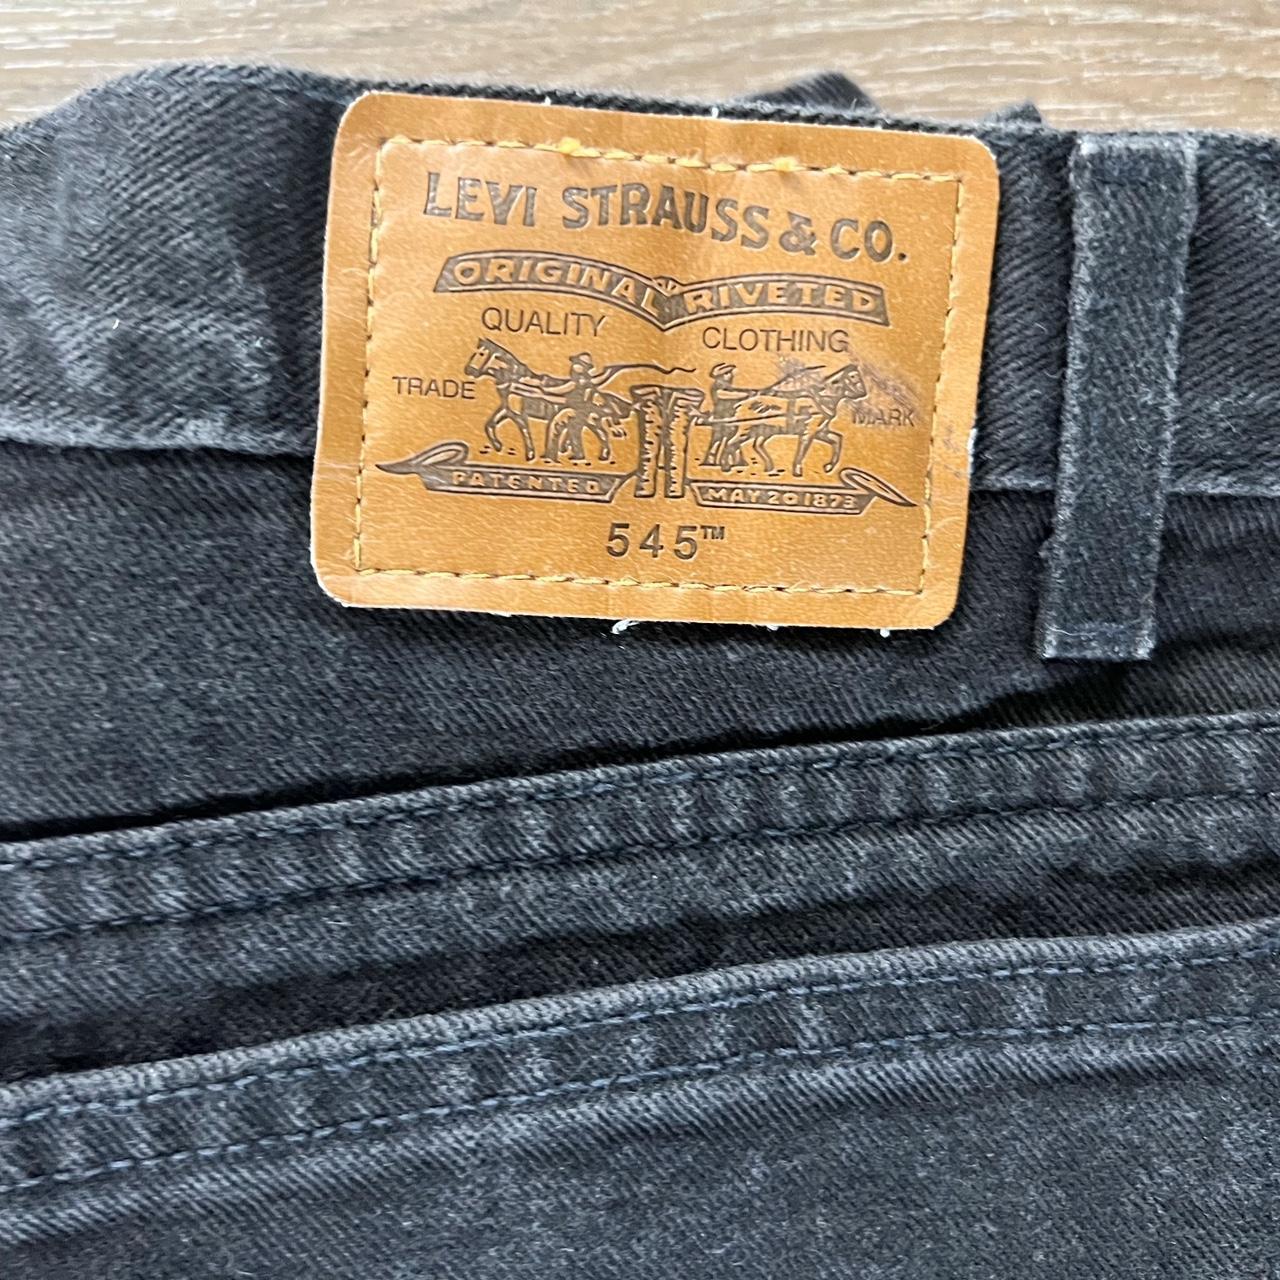 LEVI STRAUSS & CO.
ORIGINAL RIVETED
QUALITY CLOTHING
TRADE MARK
PATENTED MAY 20 1873
545™